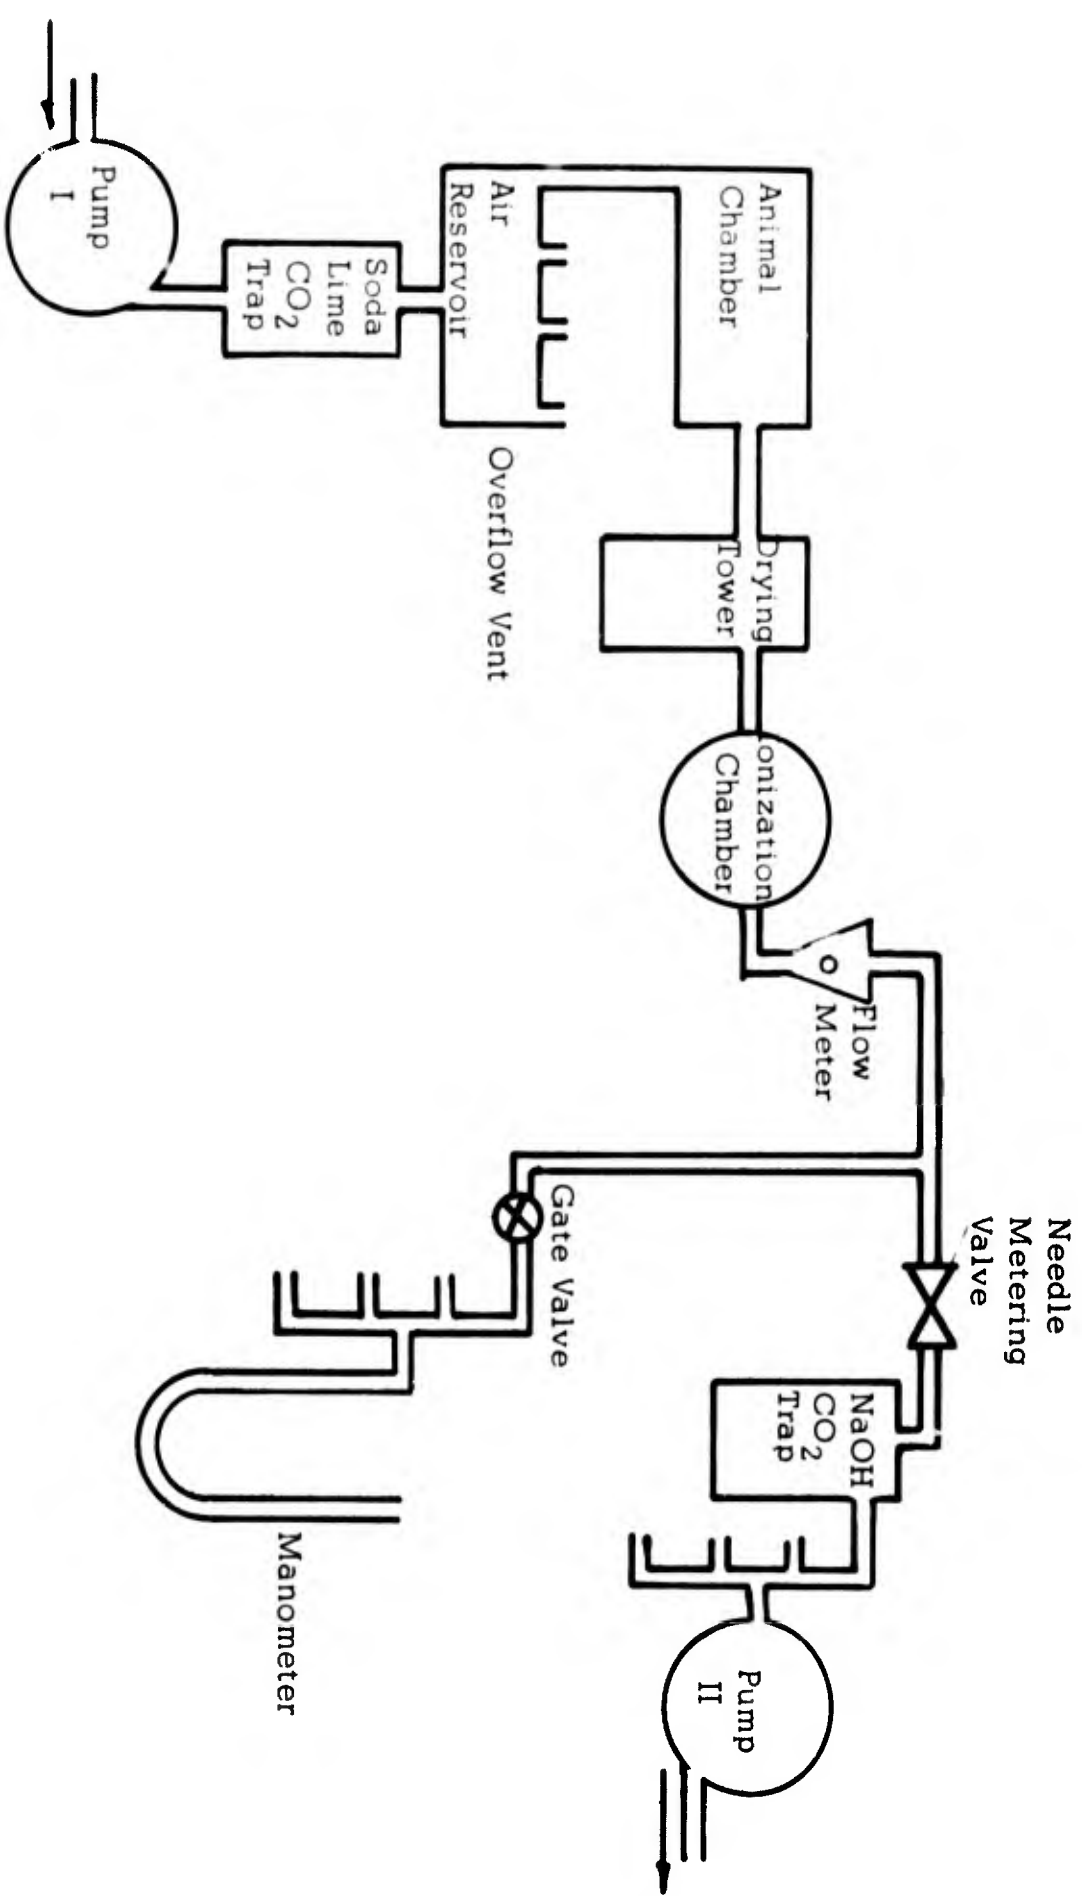 Pump
I
Soda
Lime
CO2
Trap
Air
Reservoir
Overflow Vent
Animal
Chamber
Drying
Tower
Ionization
Chamber
Flow
Meter
Gate Valve
Manometer
Needle
Metering
Valve
NaOH
CO2
Trap
Pump
II